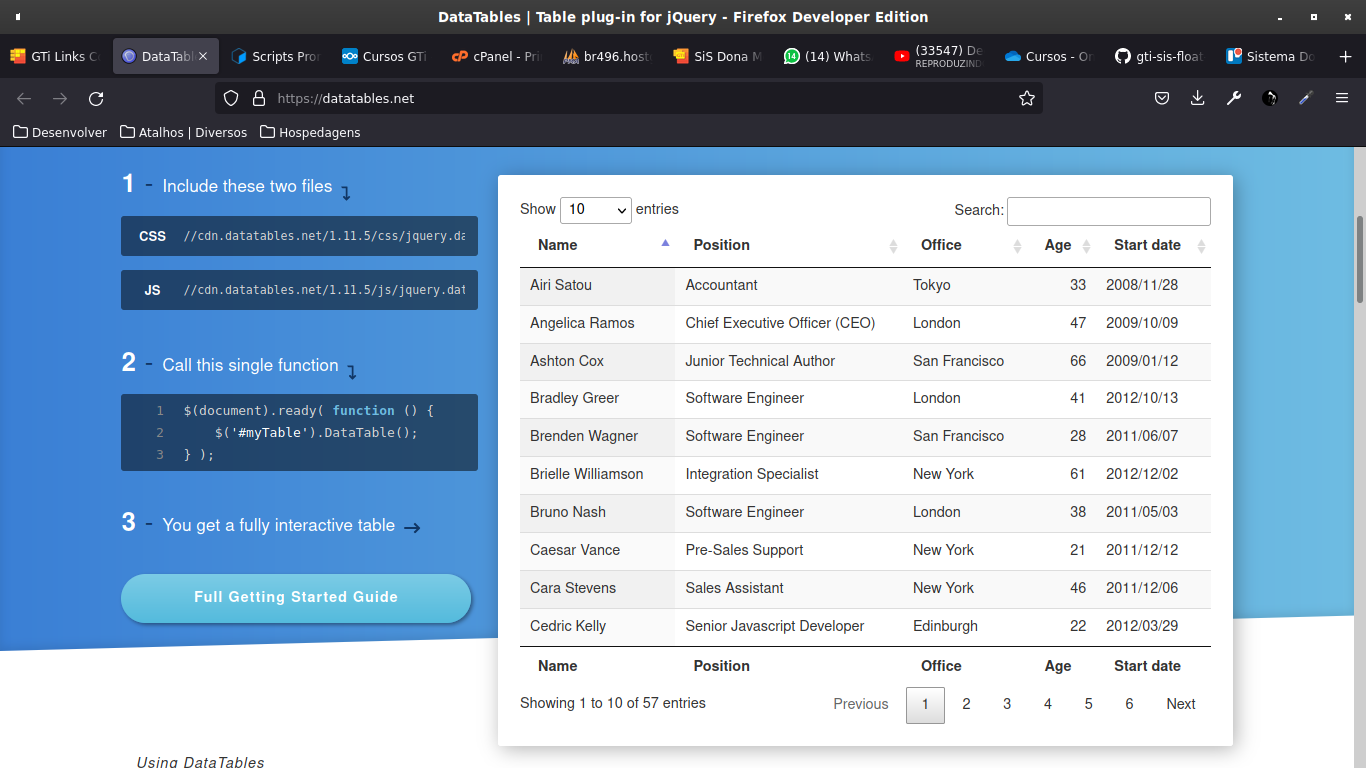 DataTables | Table plug-in for jQuery - Firefox Developer Edition
GTi Links
DataTabl
Scripts
Cursos GTi
cPanel - Pri
br496.host
SiS Dona M
(14) Whats
(33547) De
REPRODUZIND
Cursos - On
gti-sis-float
Sistema Do
https://datatables.net
Desenvolver
Atalhos | Diversos
Hospedagens
1 - Include these two files
CSS //cdn.datatables.net/1.11.5/css/jquery.da
JS //cdn.datatables.net/1.11.5/js/jquery.dat
2 - Call this single function
1 $(document).ready( function () {
2 $('#myTable').DataTable();
3 } );
3 - You get a fully interactive table →
Full Getting Started Guide
Using DataTables
Show 10 entries
Search:
Name Position Office Age Start date
Airi Satou Accountant Tokyo 33 2008/11/28
Angelica Ramos Chief Executive Officer (CEO) London 47 2009/10/09
Ashton Cox Junior Technical Author San Francisco 66 2009/01/12
Bradley Greer Software Engineer London 41 2012/10/13
Brenden Wagner Software Engineer San Francisco 28 2011/06/07
Brielle Williamson Integration Specialist New York 61 2012/12/02
Bruno Nash Software Engineer London 38 2011/05/03
Caesar Vance Pre-Sales Support New York 21 2011/12/12
Cara Stevens Sales Assistant New York 46 2011/12/06
Cedric Kelly Senior Javascript Developer Edinburgh 22 2012/03/29
Name Position Office Age Start date
Showing 1 to 10 of 57 entries
Previous 1 2 3 4 5 6 Next